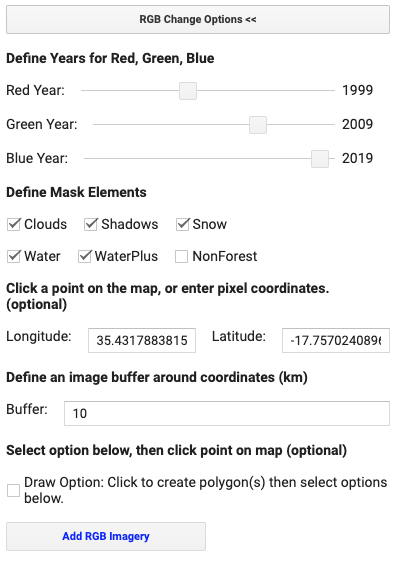 RGB Change Options <<
Define Years for Red, Green, Blue
Red Year: 1999
Green Year: 2009
Blue Year: 2019
Define Mask Elements
Clouds Shadows Snow
Water WaterPlus NonForest
Click a point on the map, or enter pixel coordinates.
(optional)
Longitude: 35.4317883815 Latitude: -17.757024089
Define an image buffer around coordinates (km)
Buffer: 10
Select option below, then click point on map (optional)
Draw Option: Click to create polygon(s) then select options
below.
Add RGB Imagery